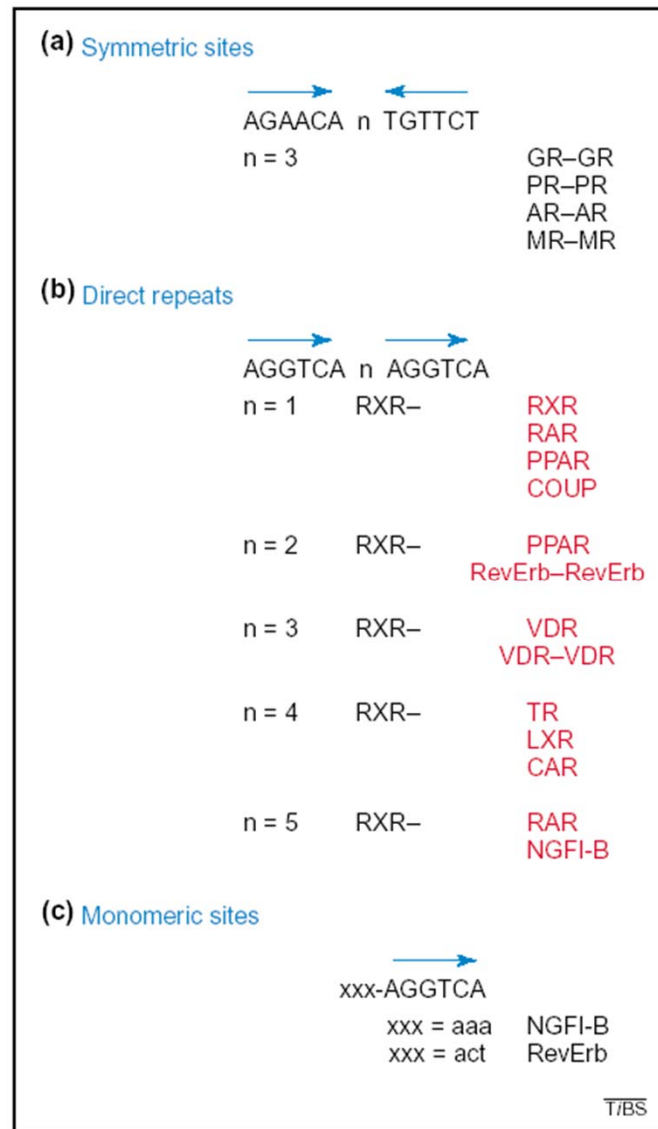 (a) Symmetric sites
AGAACA n TGTTCT
n = 3 GR–GR
PR–PR
AR–AR
MR–MR
(b) Direct repeats
AGGTCA n AGGTCA
n = 1 RXR– RXR
RAR
PPAR
COUP
n = 2 RXR– PPAR
RevErb–RevErb
n = 3 RXR– VDR
VDR–VDR
n = 4 RXR– TR
LXR
CAR
n = 5 RXR– RAR
NGFI-B
(c) Monomeric sites
xxx-AGGTCA
xxx = aaa NGFI-B
xxx = act RevErb
TiBS